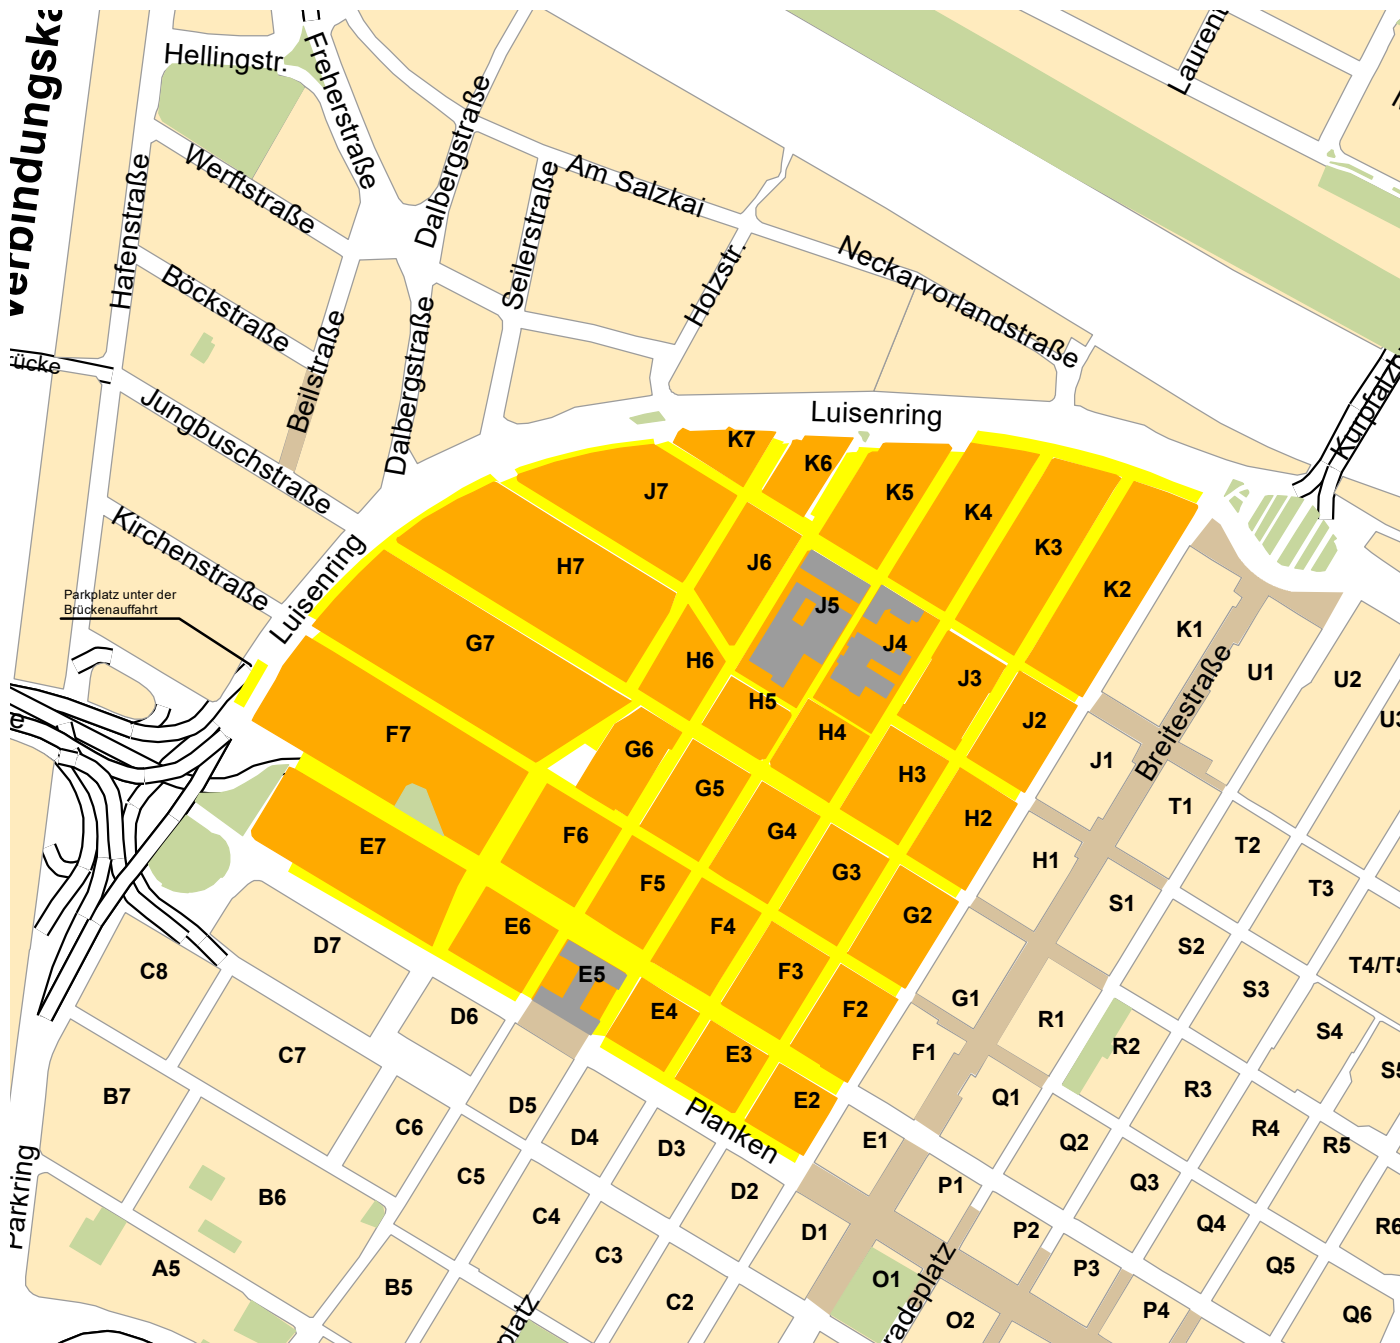 Verbindungska
Hellingstr.
Freherstraße
Laurent
Dalbergstraße
Werftstraße
Hafenstraße
Am Salzkai
Seilerstraße
Holzstr.
Neckarvorlandstraße
Böckstraße
Beilstraße
Dalbergstraße
rücke
Kurpfalzb
Jungbuschstraße
Luisenring
Kirchenstraße
Luisenring
Parkplatz unter der
Brückenauffahrt
K7
K6
K5
K4
K3
K2
K1
J7
J6
J5
J4
J3
J2
J1
H7
H6
H5
H4
H3
H2
H1
G7
G6
G5
G4
G3
G2
G1
F7
F6
F5
F4
F3
F2
F1
E7
E6
E5
E4
E3
E2
E1
Breitestraße
U1
U2
U3
T1
T2
T3
T4/T5
S1
S2
S3
S4
S5
R1
R2
R3
R4
R5
R6
Q1
Q2
Q3
Q4
Q5
Q6
P1
P2
P3
P4
O1
O2
Planken
D7
D6
D5
D4
D3
D2
D1
C8
C7
C6
C5
C4
C3
C2
B7
B6
B5
A5
Parkring
platz
radeplatz
e